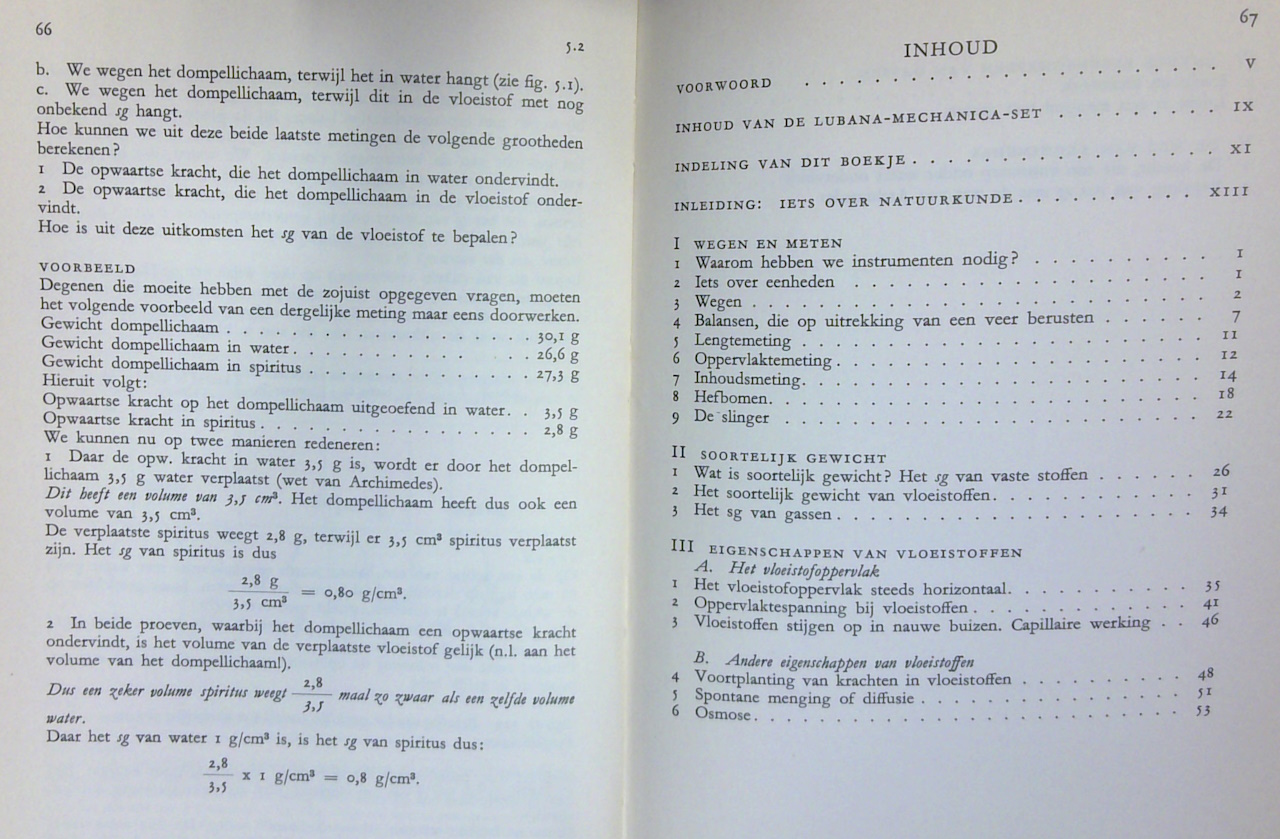 66
5.2
b. We wegen het dompellichaam, terwijl het in water hangt (zie fig. 5.1).
c. We wegen het dompellichaam, terwijl dit in de vloeistof met nog
onbekend sg hangt.
Hoe kunnen we uit deze beide laatste metingen de volgende grootheden
berekenen?
1 De opwaartse kracht, die het dompellichaam in water ondervindt.
2 De opwaartse kracht, die het dompellichaam in de vloeistof onder-
vindt.
Hoe is uit deze uitkomsten het sg van de vloeistof te bepalen?
VOORBEELD
Degenen die moeite hebben met de zojuist opgegeven vragen, moeten
het volgende voorbeeld van een dergelijke meting maar eens doorwerken.
Gewicht dompellichaam . . . . . . . . . . . . . . . . 30,1 g
Gewicht dompellichaam in water . . . . . . . . . . . . 26,6 g
Gewicht dompellichaam in spiritus . . . . . . . . . . . 27,3 g
Hieruit volgt:
Opwaartse kracht op het dompellichaam uitgeoefend in water. . 3,5 g
Opwaartse kracht in spiritus . . . . . . . . . . . . . . 2,8 g
We kunnen nu op twee manieren redeneren:
1 Daar de opw. kracht in water 3,5 g is, wordt er door het dompel-
lichaam 3,5 g water verplaatst (wet van Archimedes).
Dit heeft een volume van 3,5 cm³. Het dompellichaam heeft dus ook een
volume van 3,5 cm³.
De verplaatste spiritus weegt 2,8 g, terwijl er 3,5 cm³ spiritus verplaatst
zijn. Het sg van spiritus is dus
2,8 g
3,5 cm³ = 0,80 g/cm³.
2 In beide proeven, waarbij het dompellichaam een opwaartse kracht
ondervindt, is het volume van de verplaatste vloeistof gelijk (n.l. aan het
volume van het dompellichaam!).
Dus een zeker volume spiritus weegt 2,8/3,5 maal zo zwaar als een zelfde volume
water.
Daar het sg van water 1 g/cm³ is, is het sg van spiritus dus:
2,8
3,5 x 1 g/cm³ = 0,8 g/cm³.
67
INHOUD
VOORWOORD . . . . . . . . . . . . . . . . . . . . V
INHOUD VAN DE LUBANA-MECHANICA-SET . . . . . . . . . IX
INDELING VAN DIT BOEKJE . . . . . . . . . . . . . . . XI
INLEIDING: IETS OVER NATUURKUNDE . . . . . . . . . . XIII
I WEGEN EN METEN
1 Waarom hebben we instrumenten nodig? . . . . . . . . . 1
2 Iets over eenheden . . . . . . . . . . . . . . . . . 1
3 Wegen . . . . . . . . . . . . . . . . . . . . . . 2
4 Balansen, die op uitrekking van een veer berusten . . . . . . 7
5 Lengtemeting . . . . . . . . . . . . . . . . . . . 11
6 Oppervlaktemeting . . . . . . . . . . . . . . . . . 12
7 Inhoudsmeting . . . . . . . . . . . . . . . . . . . 14
8 Hefbomen . . . . . . . . . . . . . . . . . . . . . 18
9 De slinger . . . . . . . . . . . . . . . . . . . . . 22
II SOORTELIJK GEWICHT
1 Wat is soortelijk gewicht? Het sg van vaste stoffen . . . . . . 26
2 Het soortelijk gewicht van vloeistoffen . . . . . . . . . . 31
3 Het sg van gassen . . . . . . . . . . . . . . . . . . 34
III EIGENSCHAPPEN VAN VLOEISTOFFEN
A. Het vloeistofoppervlak
1 Het vloeistofoppervlak steeds horizontaal . . . . . . . . . 35
2 Oppervlaktespanning bij vloeistoffen . . . . . . . . . . . 41
3 Vloeistoffen stijgen op in nauwe buizen. Capillaire werking . . 46
B. Andere eigenschappen van vloeistoffen
4 Voortplanting van krachten in vloeistoffen . . . . . . . . . 48
5 Spontane menging of diffusie . . . . . . . . . . . . . . 51
6 Osmose . . . . . . . . . . . . . . . . . . . . . . 53